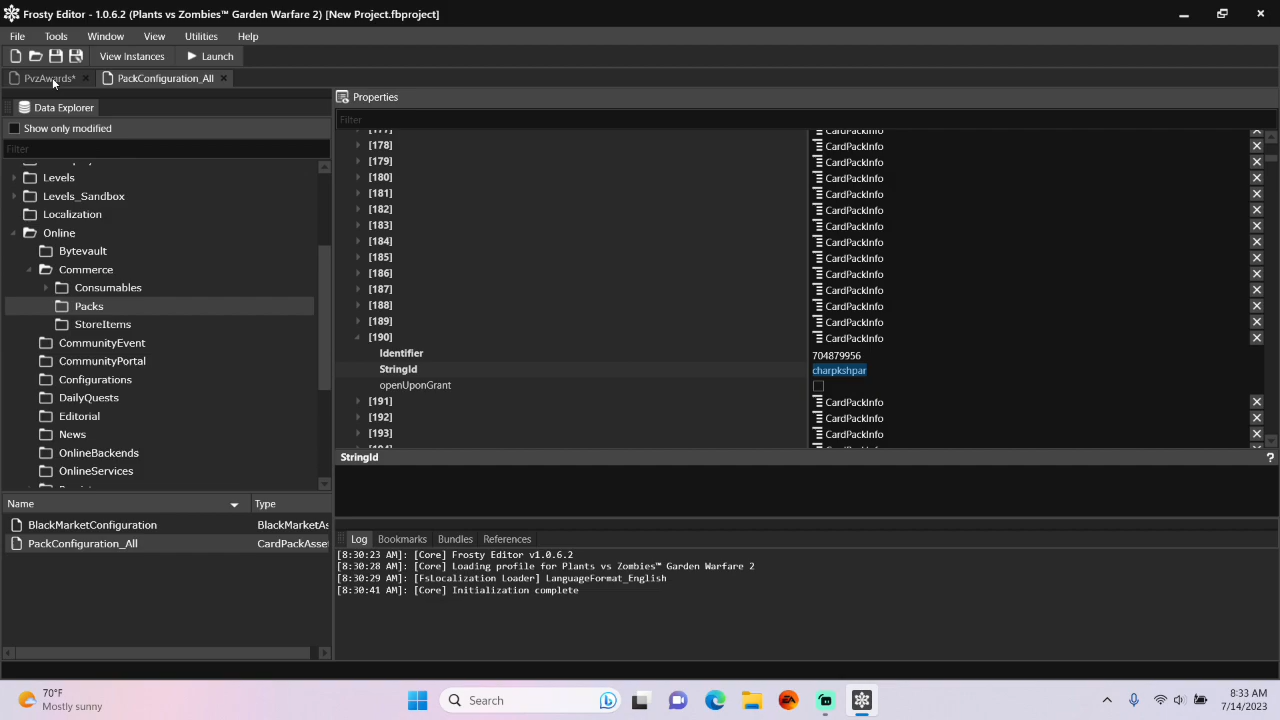 Frosty Editor - 1.0.6.2 (Plants vs Zombies™ Garden Warfare 2) [New Project.fbproject]
File Tools Window View Utilities Help
View Instances Launch
PvzAwards* PackConfiguration_All
Data Explorer
Show only modified
Filter
Levels
Levels_Sandbox
Localization
Online
Bytevault
Commerce
Consumables
Packs
StoreItems
CommunityEvent
CommunityPortal
Configurations
DailyQuests
Editorial
News
OnlineBackends
OnlineServices
Name Type
BlackMarketConfiguration BlackMarketAs
PackConfiguration_All CardPackAsse
Properties
Filter
[177] CardPackInfo
[178] CardPackInfo
[179] CardPackInfo
[180] CardPackInfo
[181] CardPackInfo
[182] CardPackInfo
[183] CardPackInfo
[184] CardPackInfo
[185] CardPackInfo
[186] CardPackInfo
[187] CardPackInfo
[188] CardPackInfo
[189] CardPackInfo
[190] CardPackInfo
Identifier 704879956
StringId charpkshpar
openUponGrant
[191] CardPackInfo
[192] CardPackInfo
[193] CardPackInfo
StringId ?
Log Bookmarks Bundles References
[8:30:23 AM]: [Core] Frosty Editor v1.0.6.2
[8:30:28 AM]: [Core] Loading profile for Plants vs Zombies™ Garden Warfare 2
[8:30:29 AM]: [FsLocalization Loader] LanguageFormat_English
[8:30:41 AM]: [Core] Initialization complete
70°F
Mostly sunny
Search
8:33 AM
7/14/2023